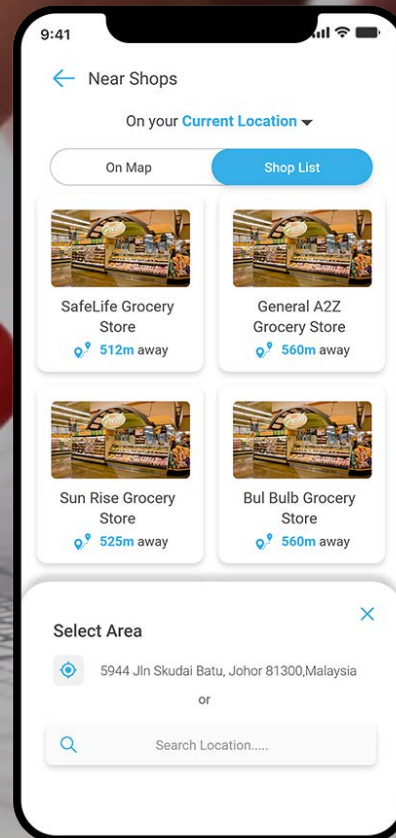 9:41
Near Shops
On your Current Location
On Map
Shop List
SafeLife Grocery
Store
512m away
General A2Z
Grocery Store
560m away
Sun Rise Grocery
Store
525m away
Bul Bulb Grocery
Store
560m away
Select Area
5944 Jln Skudai Batu, Johor 81300,Malaysia
or
Search Location.....